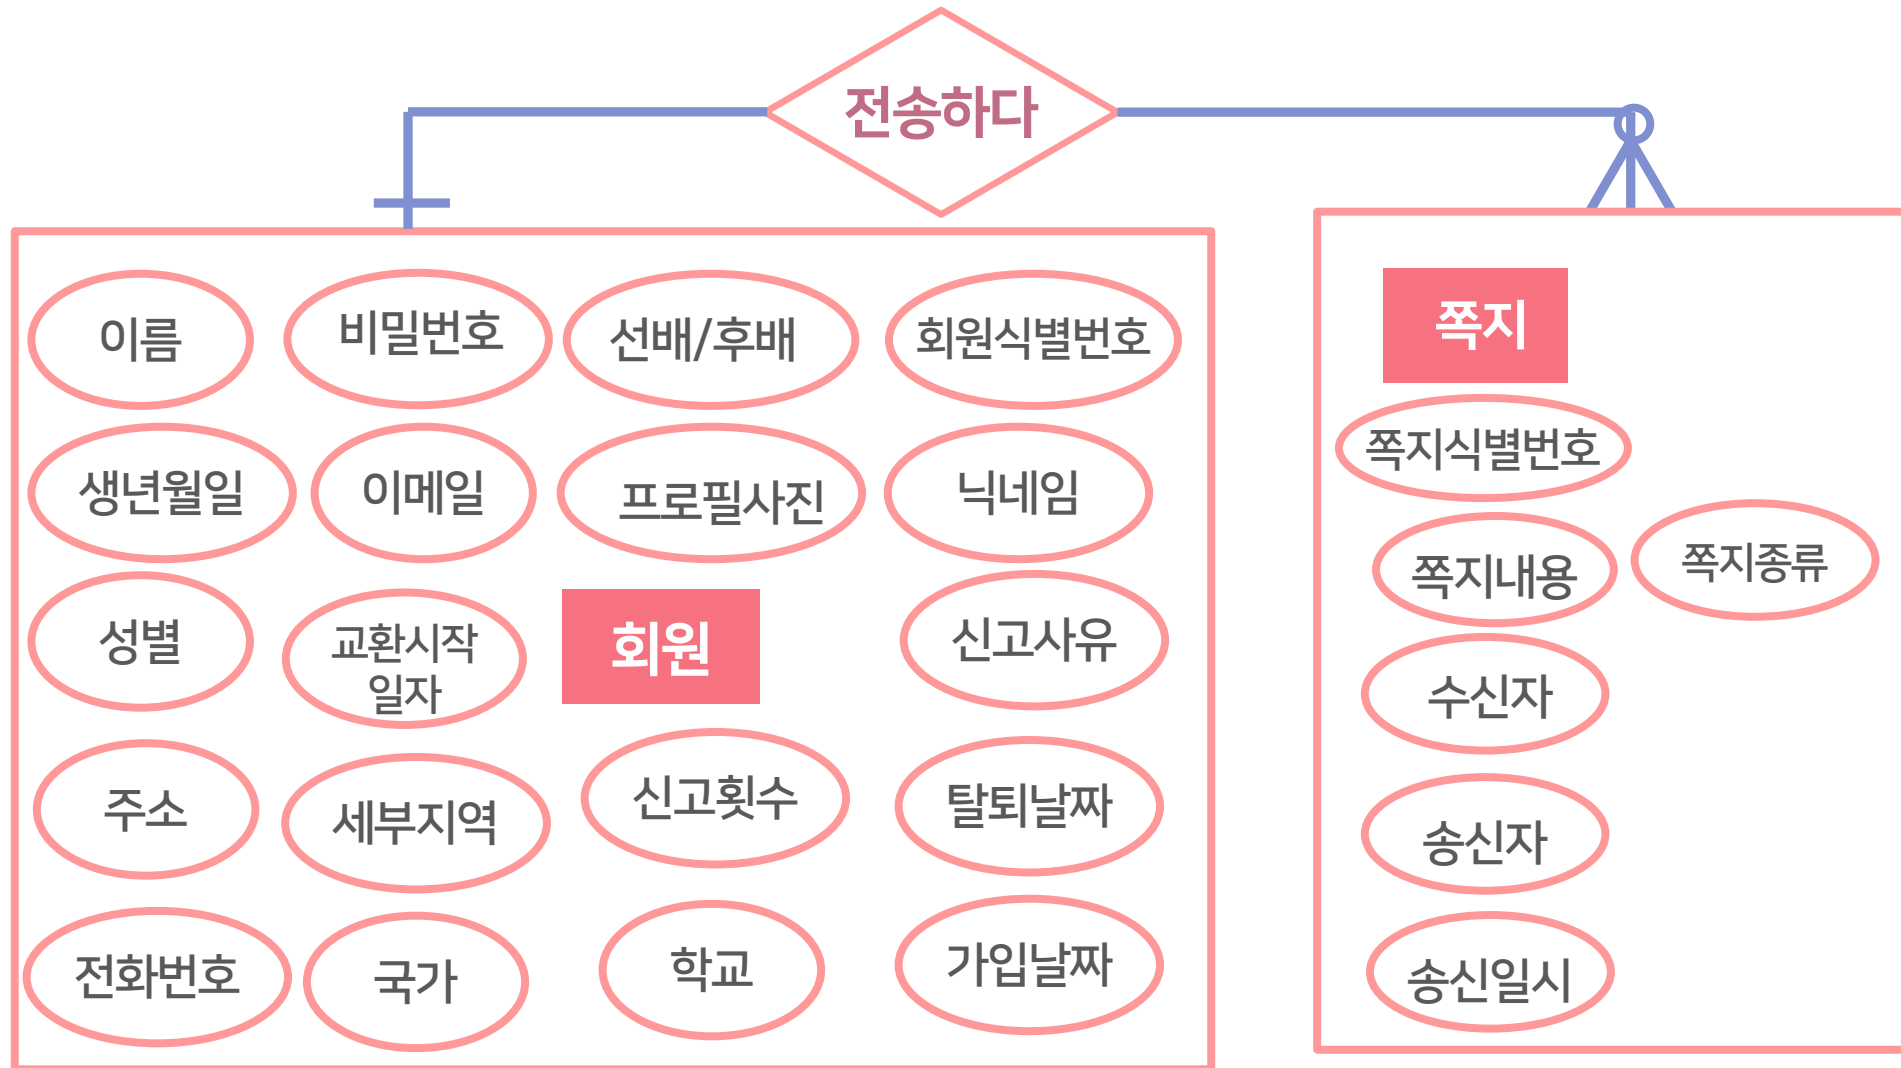 전송하다
이름
비밀번호
선배/후배
회원식별번호
생년월일
이메일
프로필사진
닉네임
성별
교환시작
일자
회원
신고사유
주소
세부지역
신고횟수
탈퇴날짜
전화번호
국가
학교
가입날짜
쪽지
쪽지식별번호
쪽지내용
쪽지종류
수신자
송신자
송신일시